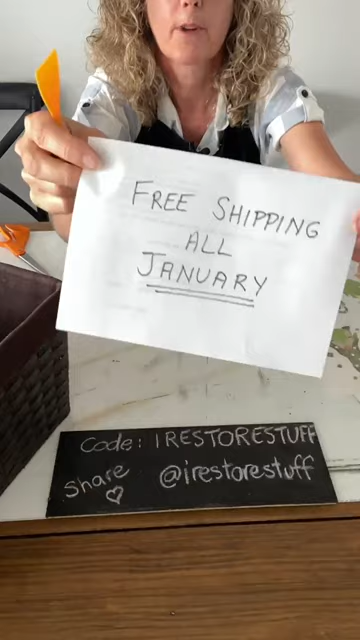 FREE SHIPPING
ALL
JANUARY
Code: IRESTORESTUFF
share @irestorestuff